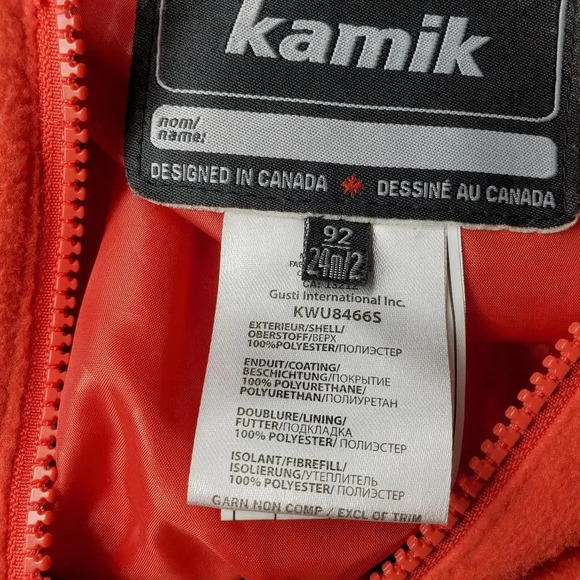 kamik
nom/
name:
DESIGNED IN CANADA DESSINÉ AU CANADA
92
24m/2
CA: 13212
Gusti International Inc.
KWU8466S
EXTERIEUR/SHELL/
OBERSTOFF/ВЕРХ
100%POLYESTER/ПОЛИЭСТЕР
ENDUIT/COATING/
BESCHICHTUNG/ПОКРЫТИЕ
100% POLYURETHANE/
POLYURETHAN/ПОЛИУРЕТАН
DOUBLURE/LINING/
FUTTER/ПОДКЛАДКА
100% POLYESTER/ ПОЛИЭСТЕР
ISOLANT/FIBREFILL/
ISOLIERUNG/УТЕПЛИТЕЛЬ
100% POLYESTER/ ПОЛИЭСТЕР
GARN NON COMP / EXCL OF TRIM